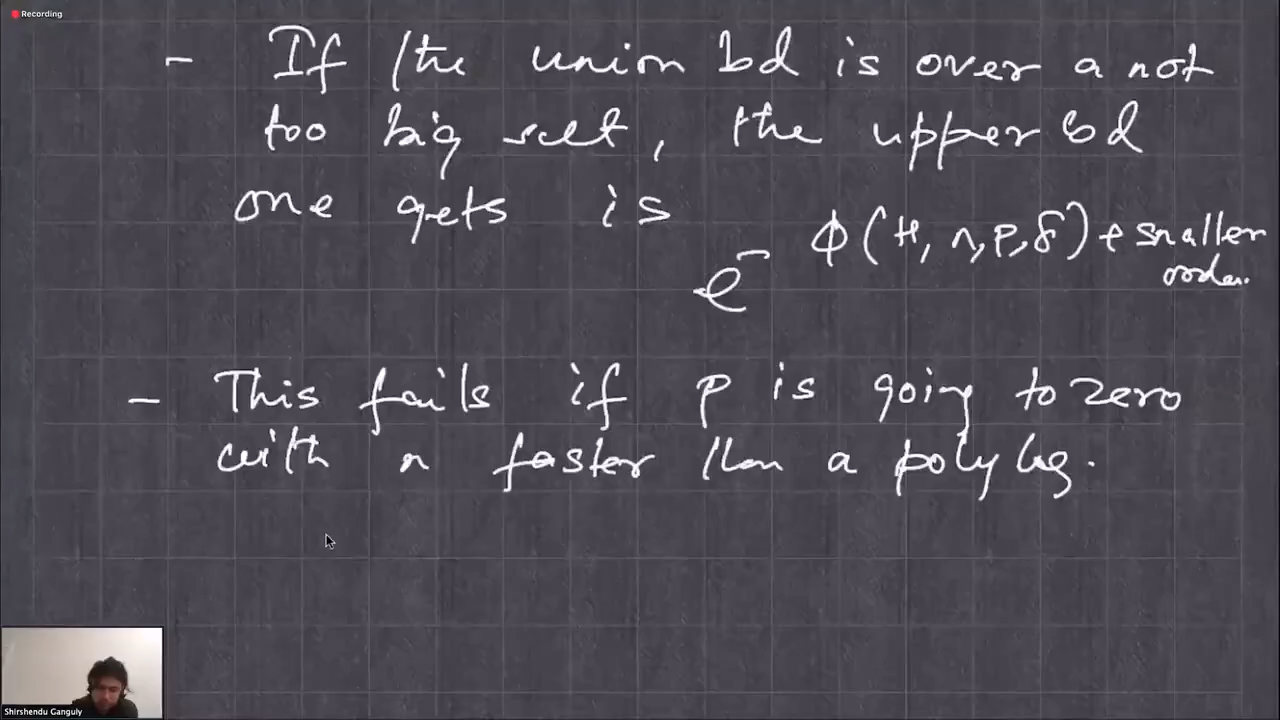 Recording
- If the union bd is over a not
too big set, the upper bd
one gets is
e^- Φ(H, n, p, δ) + smaller
order.
- This fails if p is going to zero
with n faster than a poly log.
Shirshendu Ganguly